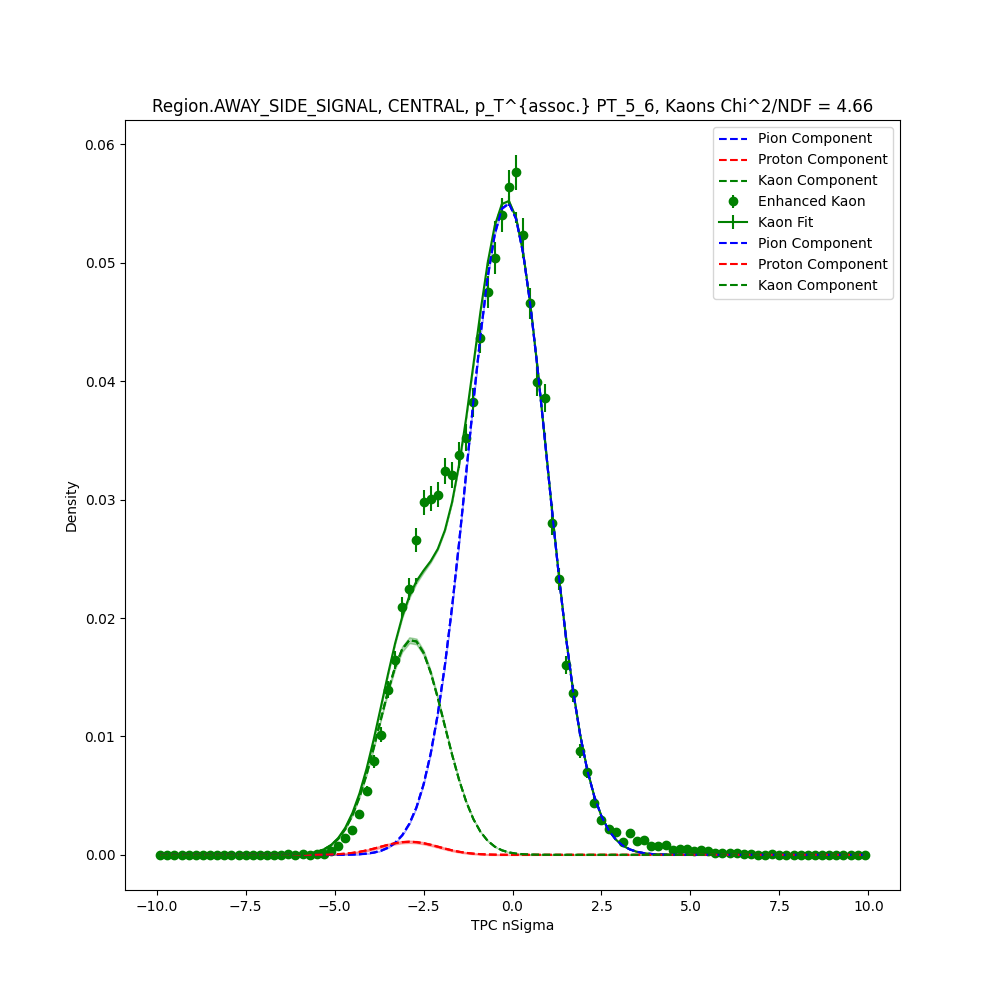 Region.AWAY_SIDE_SIGNAL, CENTRAL, p_T^{assoc.} PT_5_6, Kaons Chi^2/NDF = 4.66
Pion Component
Proton Component
Kaon Component
Enhanced Kaon
Kaon Fit
Pion Component
Proton Component
Kaon Component
0.06
0.05
0.04
0.03
0.02
0.01
0.00
Density
−10.0 −7.5 −5.0 −2.5 0.0 2.5 5.0 7.5 10.0
TPC nSigma